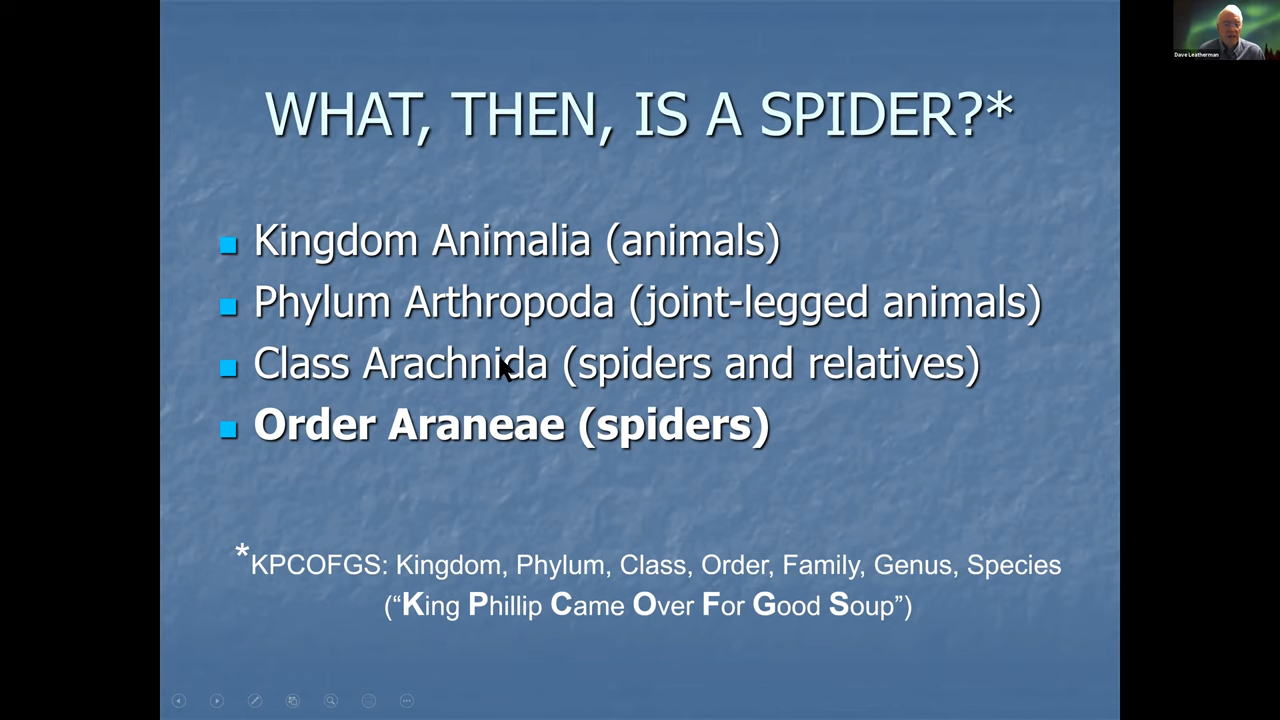 Dave Leatherman
WHAT, THEN, IS A SPIDER?*
Kingdom Animalia (animals)
Phylum Arthropoda (joint-legged animals)
Class Arachnida (spiders and relatives)
Order Araneae (spiders)
*KPCOFGS: Kingdom, Phylum, Class, Order, Family, Genus, Species
(“King Phillip Came Over For Good Soup”)